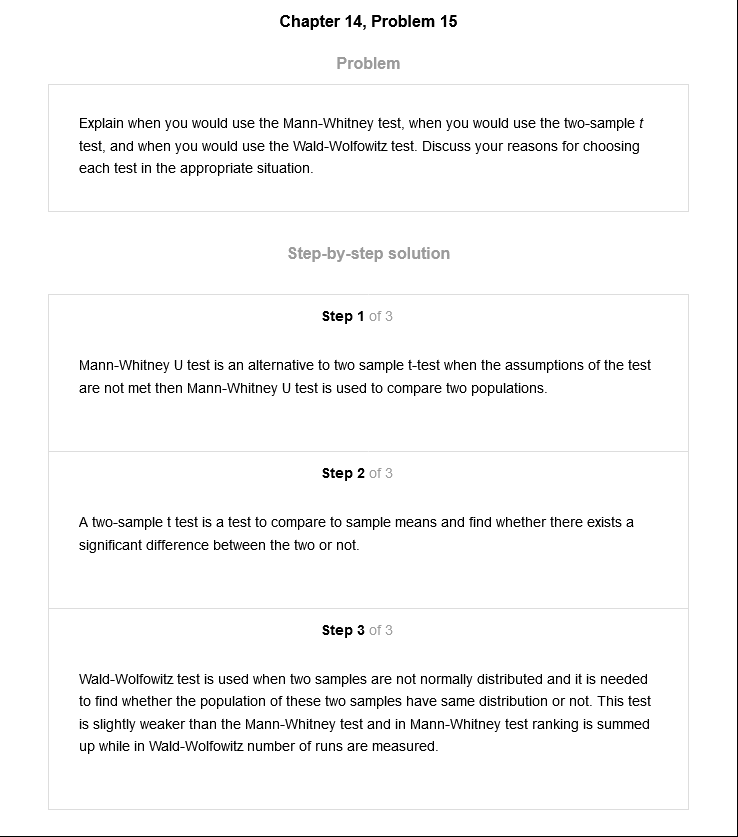 Chapter 14, Problem 15
Problem
Explain when you would use the Mann-Whitney test, when you would use the two-sample t
test, and when you would use the Wald-Wolfowitz test. Discuss your reasons for choosing
each test in the appropriate situation.
Step-by-step solution
Step 1 of 3
Mann-Whitney U test is an alternative to two sample t-test when the assumptions of the test
are not met then Mann-Whitney U test is used to compare two populations.
Step 2 of 3
A two-sample t test is a test to compare to sample means and find whether there exists a
significant difference between the two or not.
Step 3 of 3
Wald-Wolfowitz test is used when two samples are not normally distributed and it is needed
to find whether the population of these two samples have same distribution or not. This test
is slightly weaker than the Mann-Whitney test and in Mann-Whitney test ranking is summed
up while in Wald-Wolfowitz number of runs are measured.